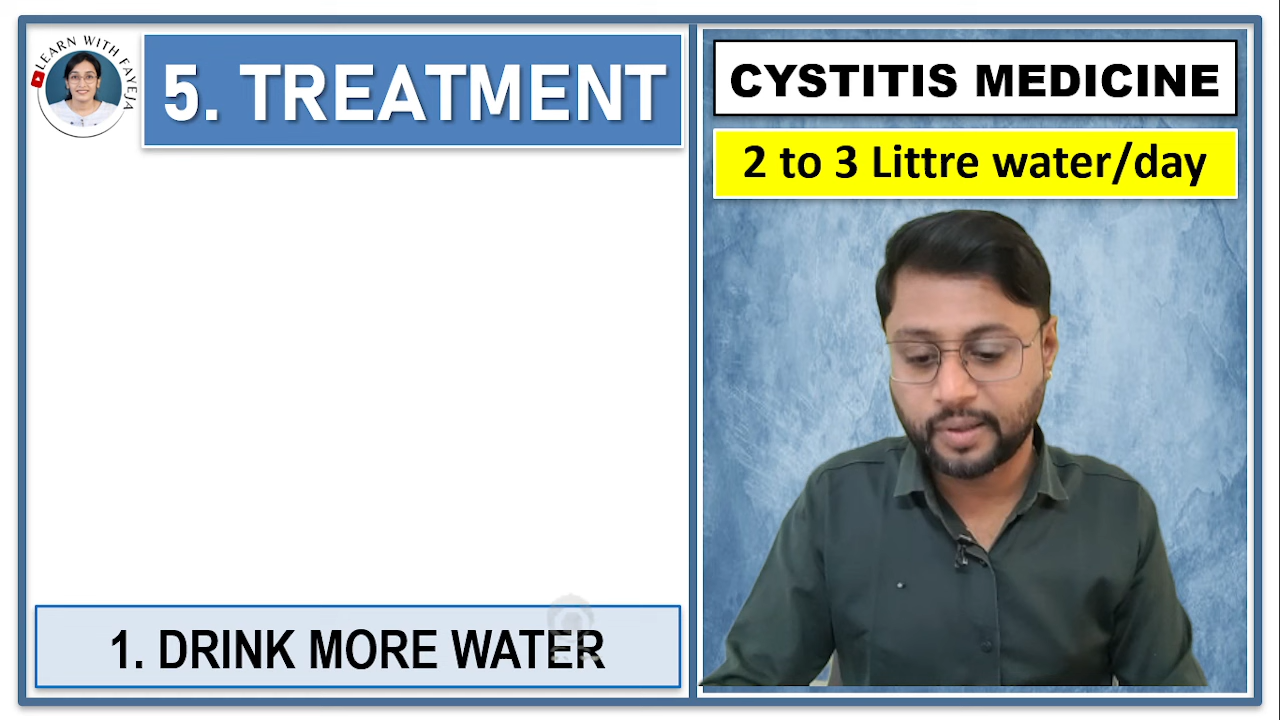 LEARN WITH FAYEJA
5. TREATMENT
CYSTITIS MEDICINE
2 to 3 Littre water/day
1. DRINK MORE WATER